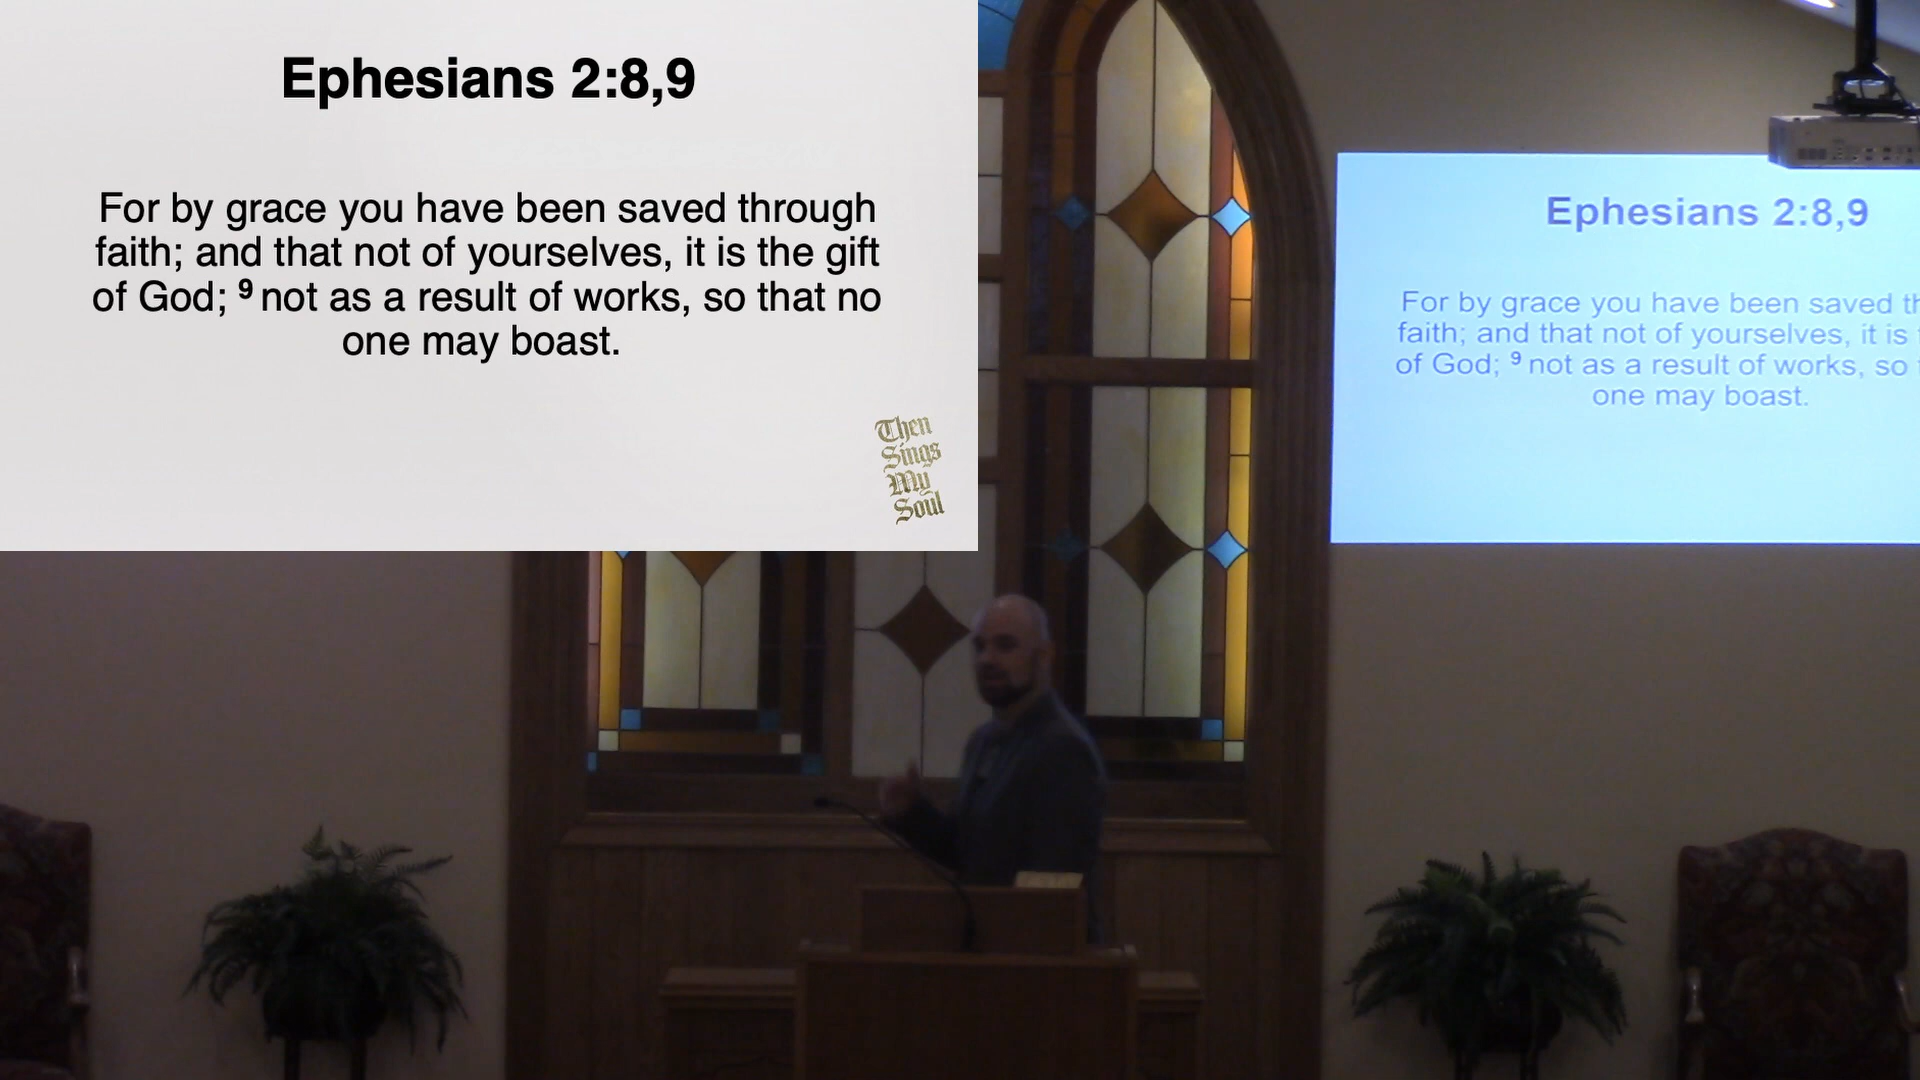 Ephesians 2:8,9
For by grace you have been saved through
faith; and that not of yourselves, it is the gift
of God; 9 not as a result of works, so that no
one may boast.
Then
Sings
My
Soul
Ephesians 2:8,9
For by grace you have been saved
faith; and that not of yourselves, it is
of God; 9 not as a result of works, so
one may boast.